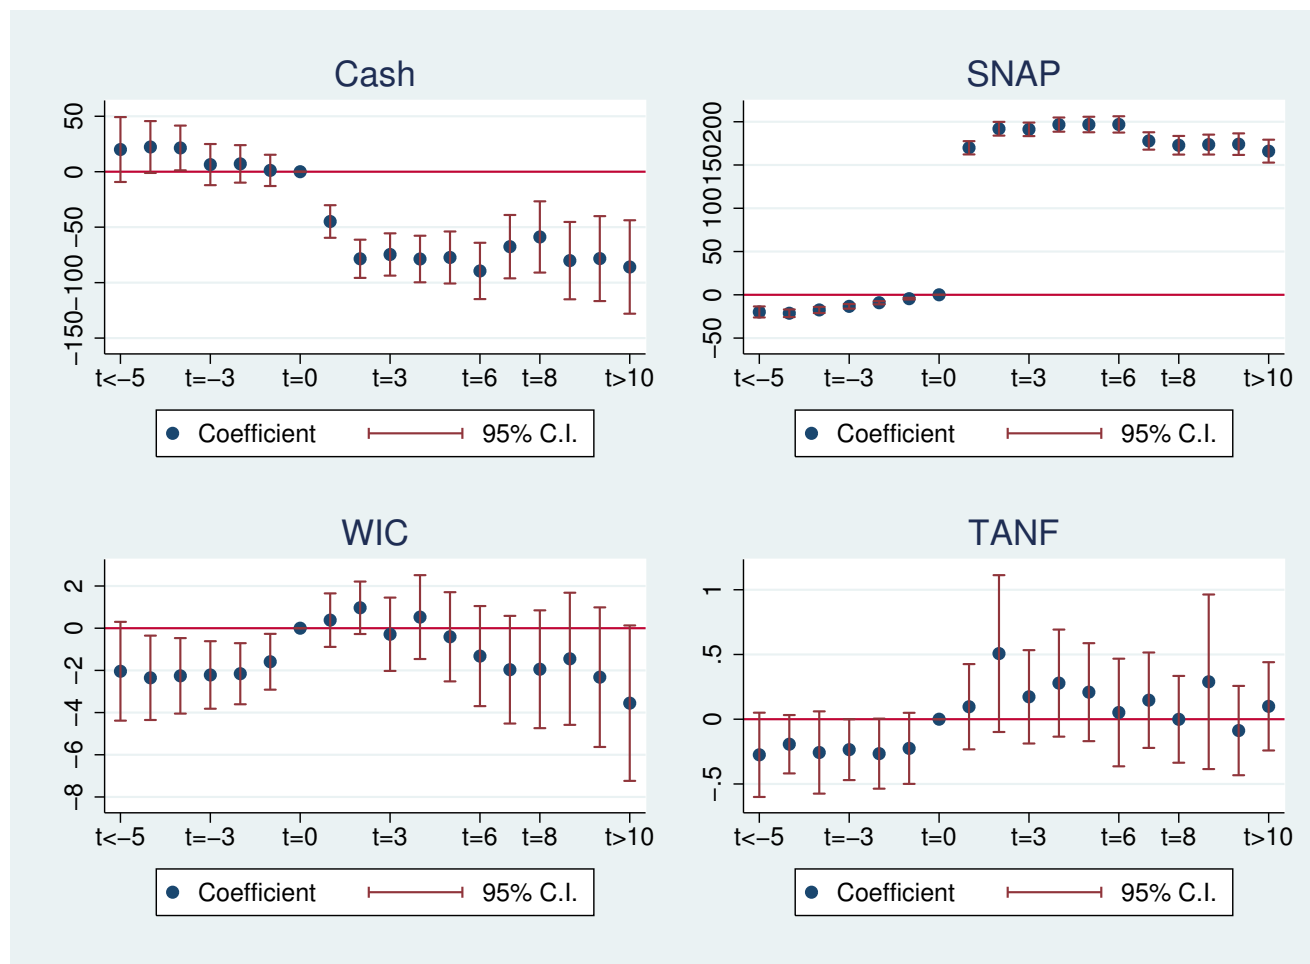 Cash
50
0
−50
−100
−150
t<−5 t=−3 t=0 t=3 t=6 t=8 t>10
Coefficient 95% C.I.
SNAP
200
150
100
50
0
−50
t<−5 t=−3 t=0 t=3 t=6 t=8 t>10
Coefficient 95% C.I.
WIC
2
0
−2
−4
−6
−8
t<−5 t=−3 t=0 t=3 t=6 t=8 t>10
Coefficient 95% C.I.
TANF
1
.5
0
−.5
t<−5 t=−3 t=0 t=3 t=6 t=8 t>10
Coefficient 95% C.I.